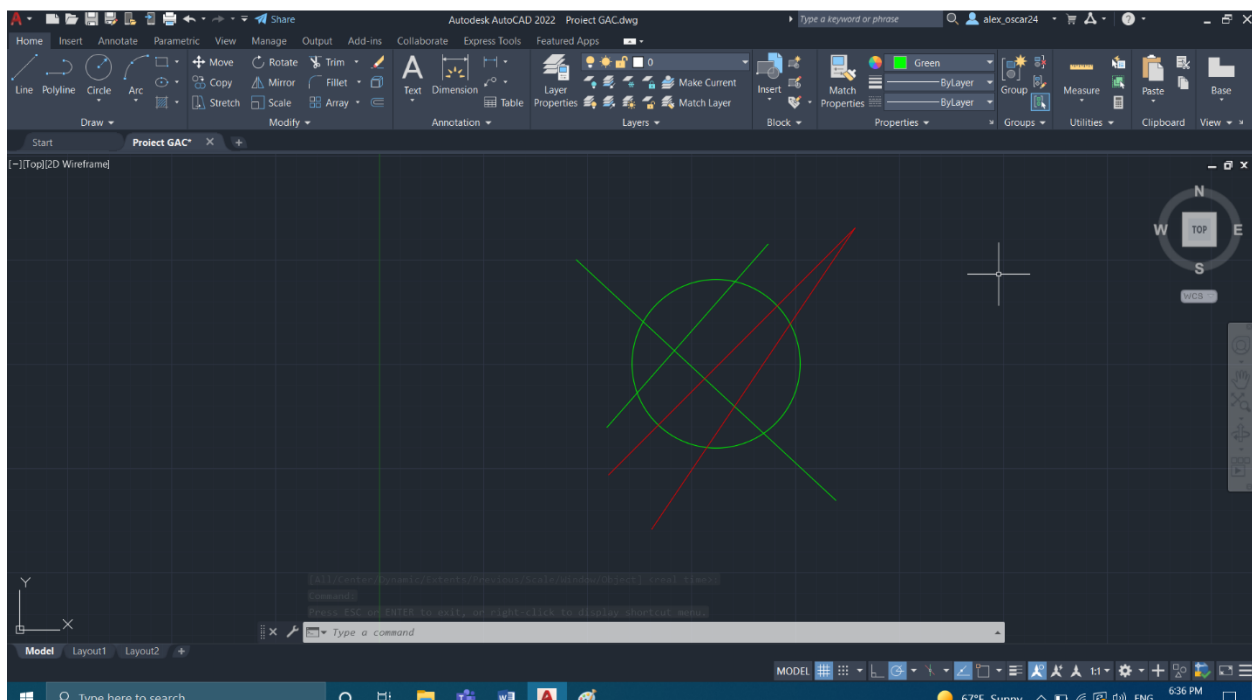 Share Autodesk AutoCAD 2022 Proiect GAC.dwg Type a keyword or phrase alex_oscar24
Home Insert Annotate Parametric View Manage Output Add-ins Collaborate Express Tools Featured Apps
Move Rotate Trim 0 Green
Line Polyline Circle Arc Copy Mirror Fillet Text Dimension Layer Properties Make Current Insert Match Properties ByLayer Group Measure Paste Base
Stretch Scale Array Table Match Layer ByLayer
Draw Modify Annotation Layers Block Properties Groups Utilities Clipboard View
Start Proiect GAC*
[-][Top][2D Wireframe]
N
W TOP E
S
WCS
Y
X
[All/Center/Dynamic/Extents/Previous/Scale/Window/Object] <real time>:
Command:
Press ESC or ENTER to exit, or right-click to display shortcut menu.
Type a command
Model Layout1 Layout2 +
MODEL 1:1
Type here to search 67°F Sunny ENG 6:36 PM